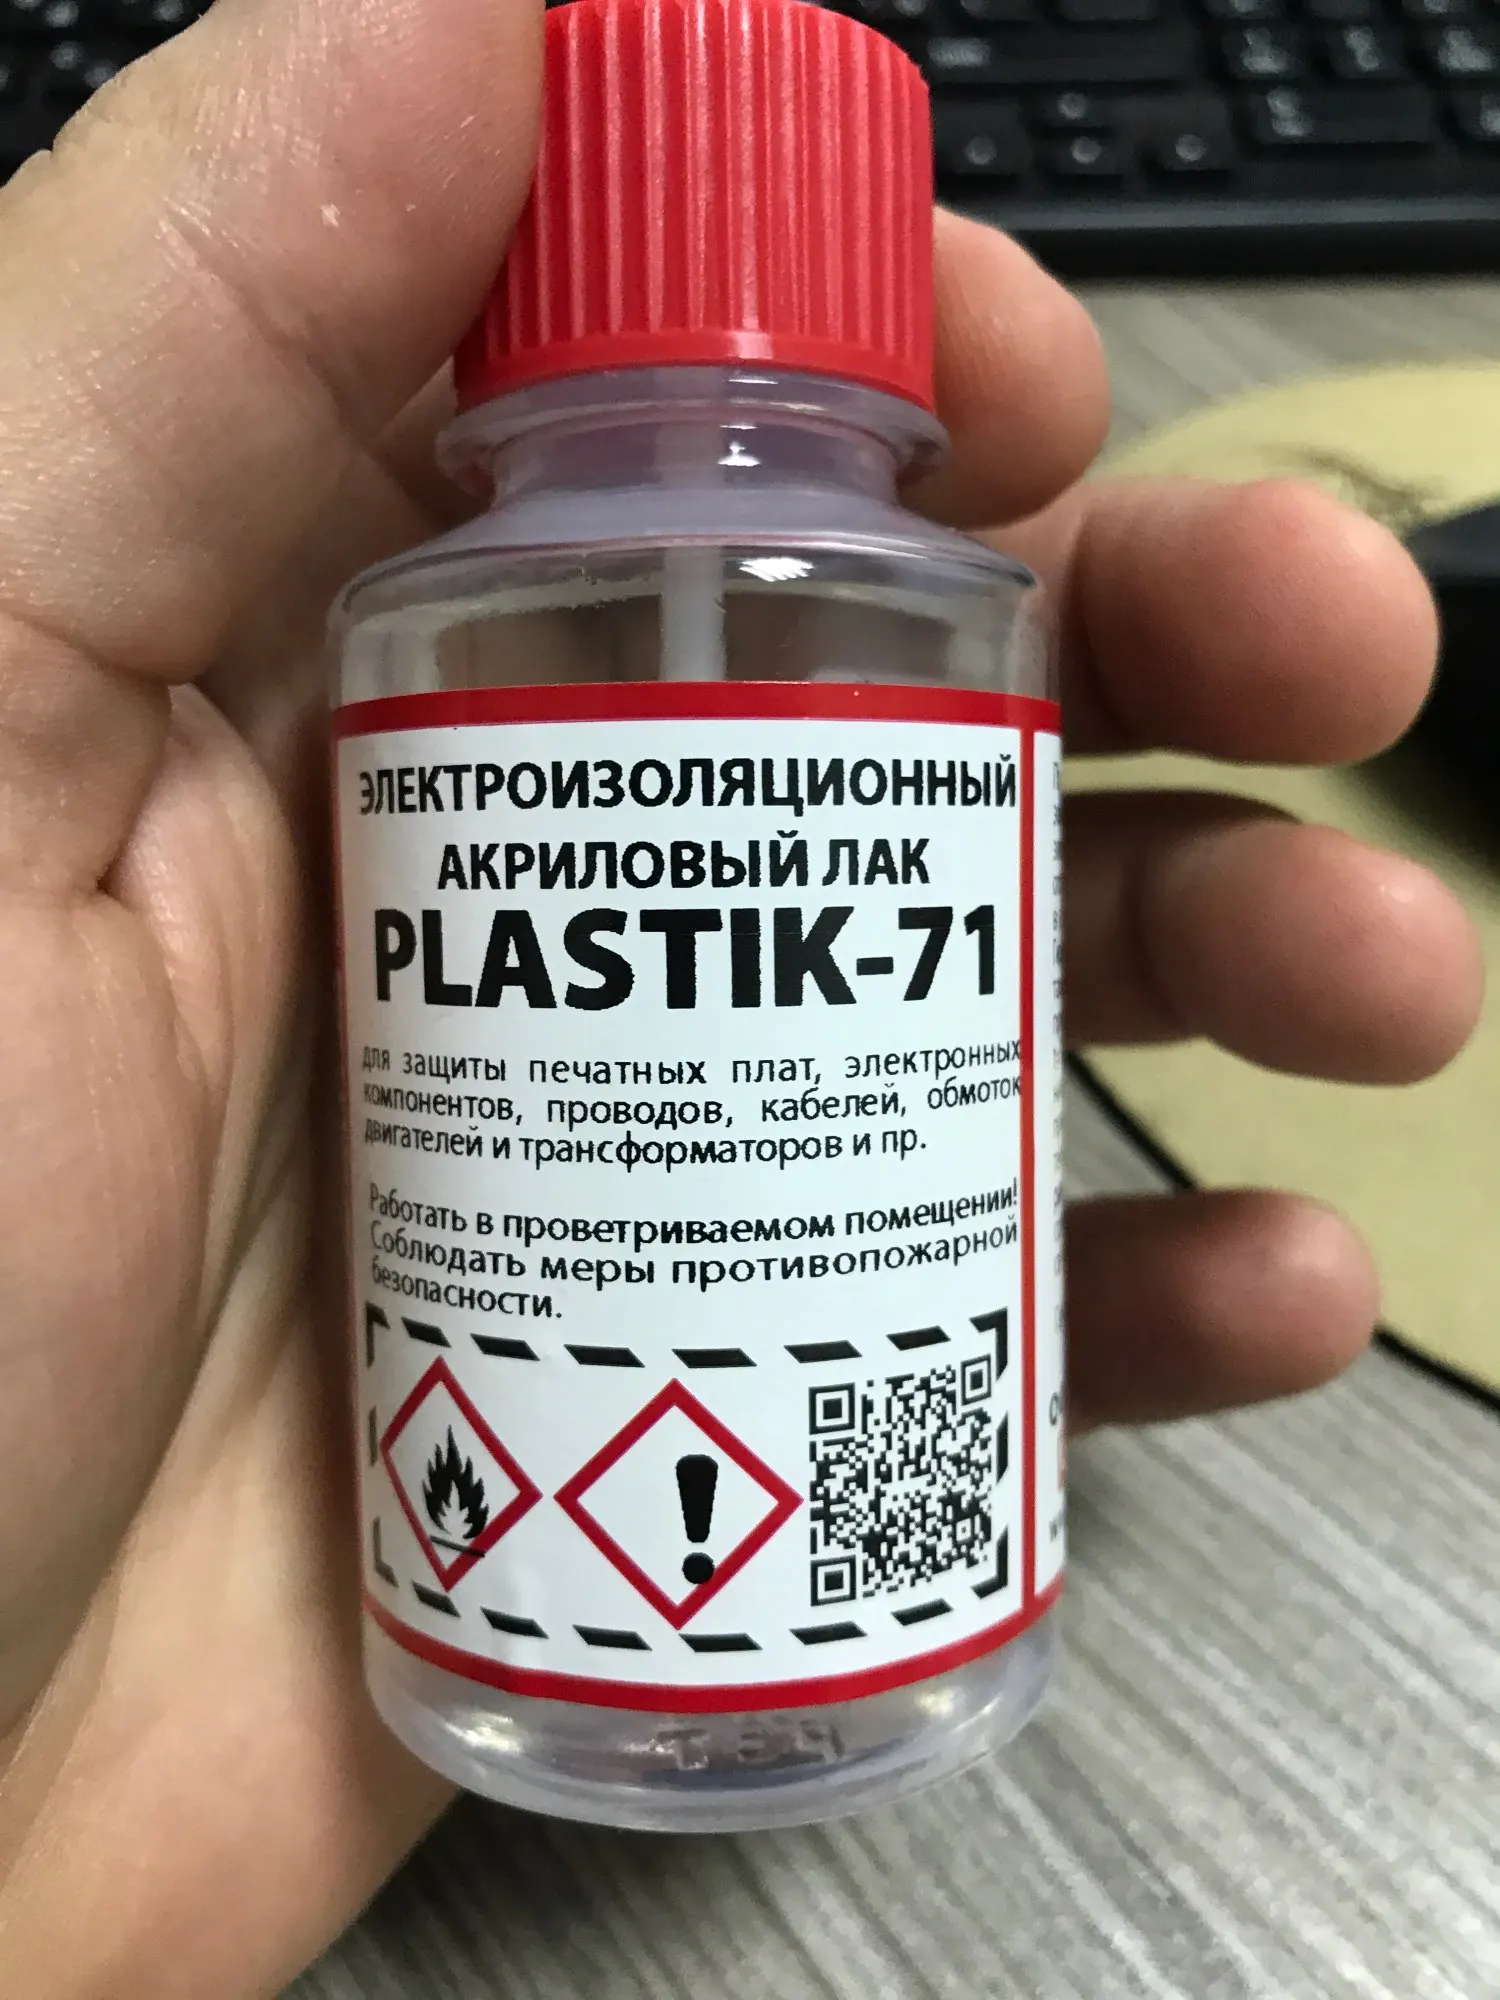 ЭЛЕКТРОИЗОЛЯЦИОННЫЙ
АКРИЛОВЫЙ ЛАК
PLASTIK-71
для защиты печатных плат, электронных
компонентов, проводов, кабелей, обмоток
двигателей и трансформаторов и пр.
Работать в проветриваемом помещении!
Соблюдать меры противопожарной
безопасности.